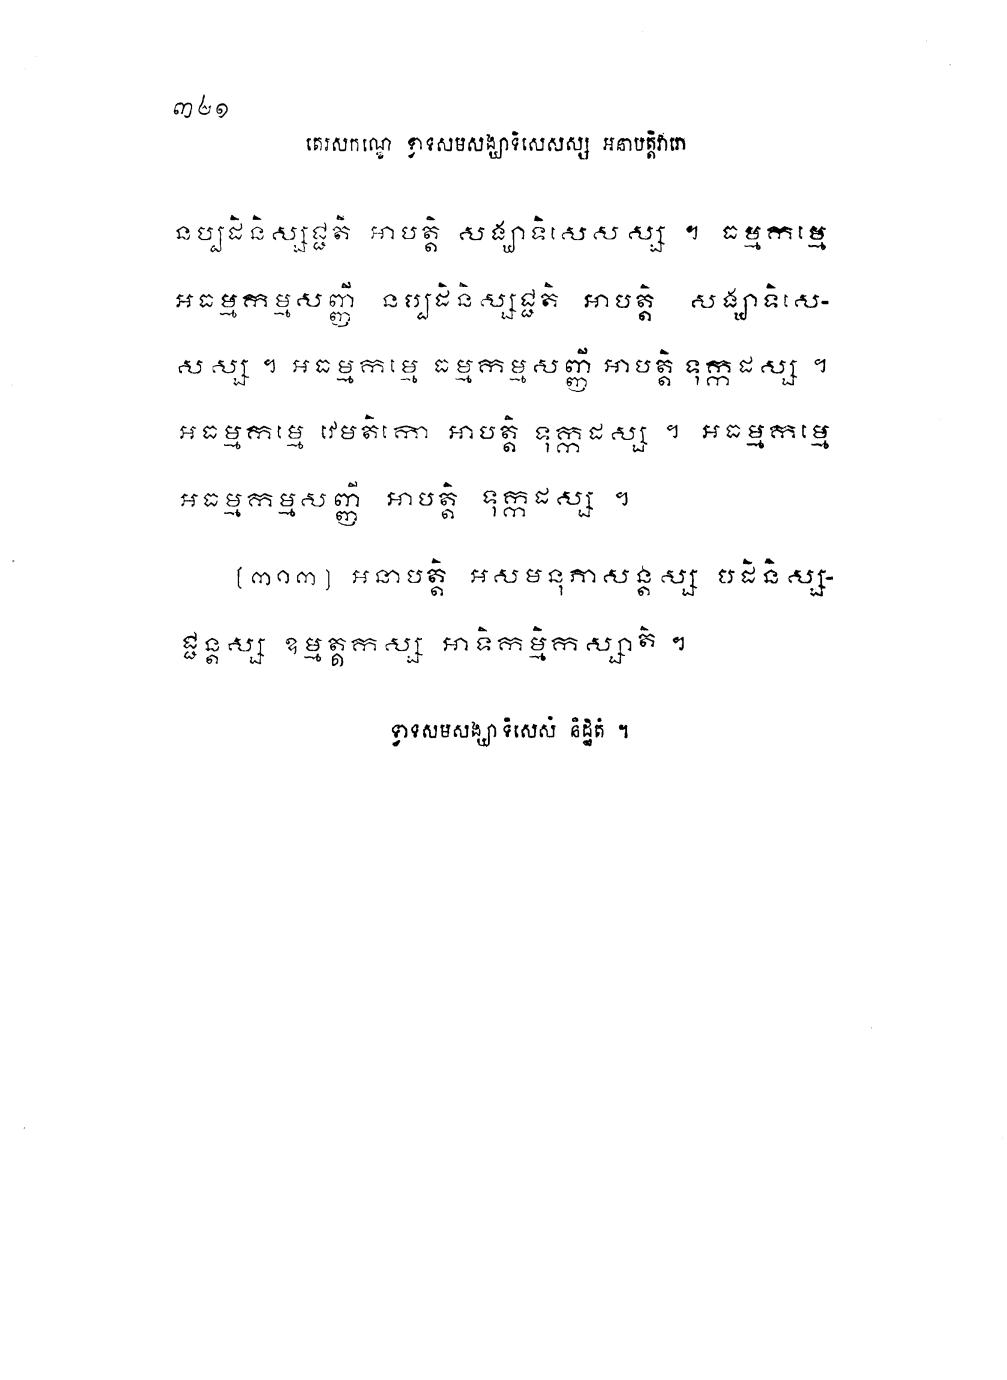 ៣៤១
តេរសកណ្ឌេ ទ្វាទសមសង្ឃាទិសេសស្ស អនាបត្តិវារោ
នប្បដិនិស្សជ្ជតិ អាបត្តិ សង្ឃាទិសេសស្ស ។ ធម្មកម្មេ
អធម្មកម្មសញ្ញី នប្បដិនិស្សជ្ជតិ អាបត្តិ សង្ឃាទិសេ-
សស្ស ។ អធម្មកម្មេ ធម្មកម្មសញ្ញី អាបត្តិ ទុក្កដស្ស ។
អធម្មកម្មេ វេមតិកោ អាបត្តិ ទុក្កដស្ស ។ អធម្មកម្មេ
អធម្មកម្មសញ្ញី អាបត្តិ ទុក្កដស្ស ។
[៣១៣] អនាបត្តិ អសមនុភាសន្តស្ស បដិនិស្ស-
ជ្ជន្តស្ស ឧម្មត្តកស្ស អាទិកម្មិកស្សាតិ ។
ទ្វាទសមសង្ឃាទិសេសំ និដ្ឋិតំ ។